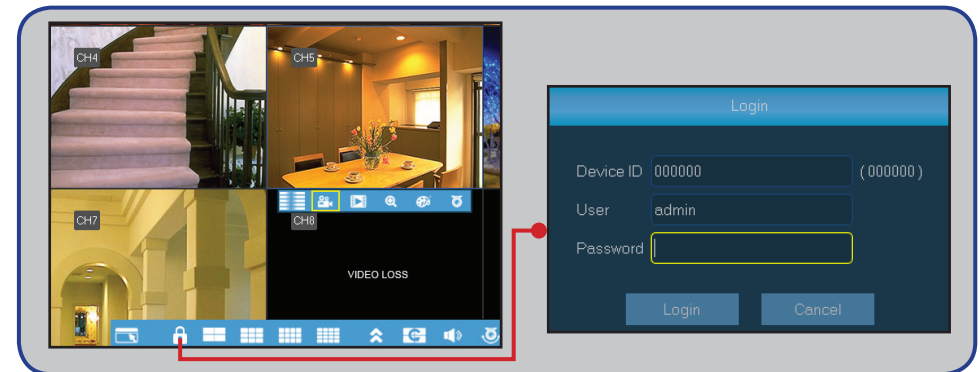 CH4
CH5
CH7
CH8
VIDEO LOSS
Login
Device ID 000000 (000000)
User admin
Password
Login Cancel